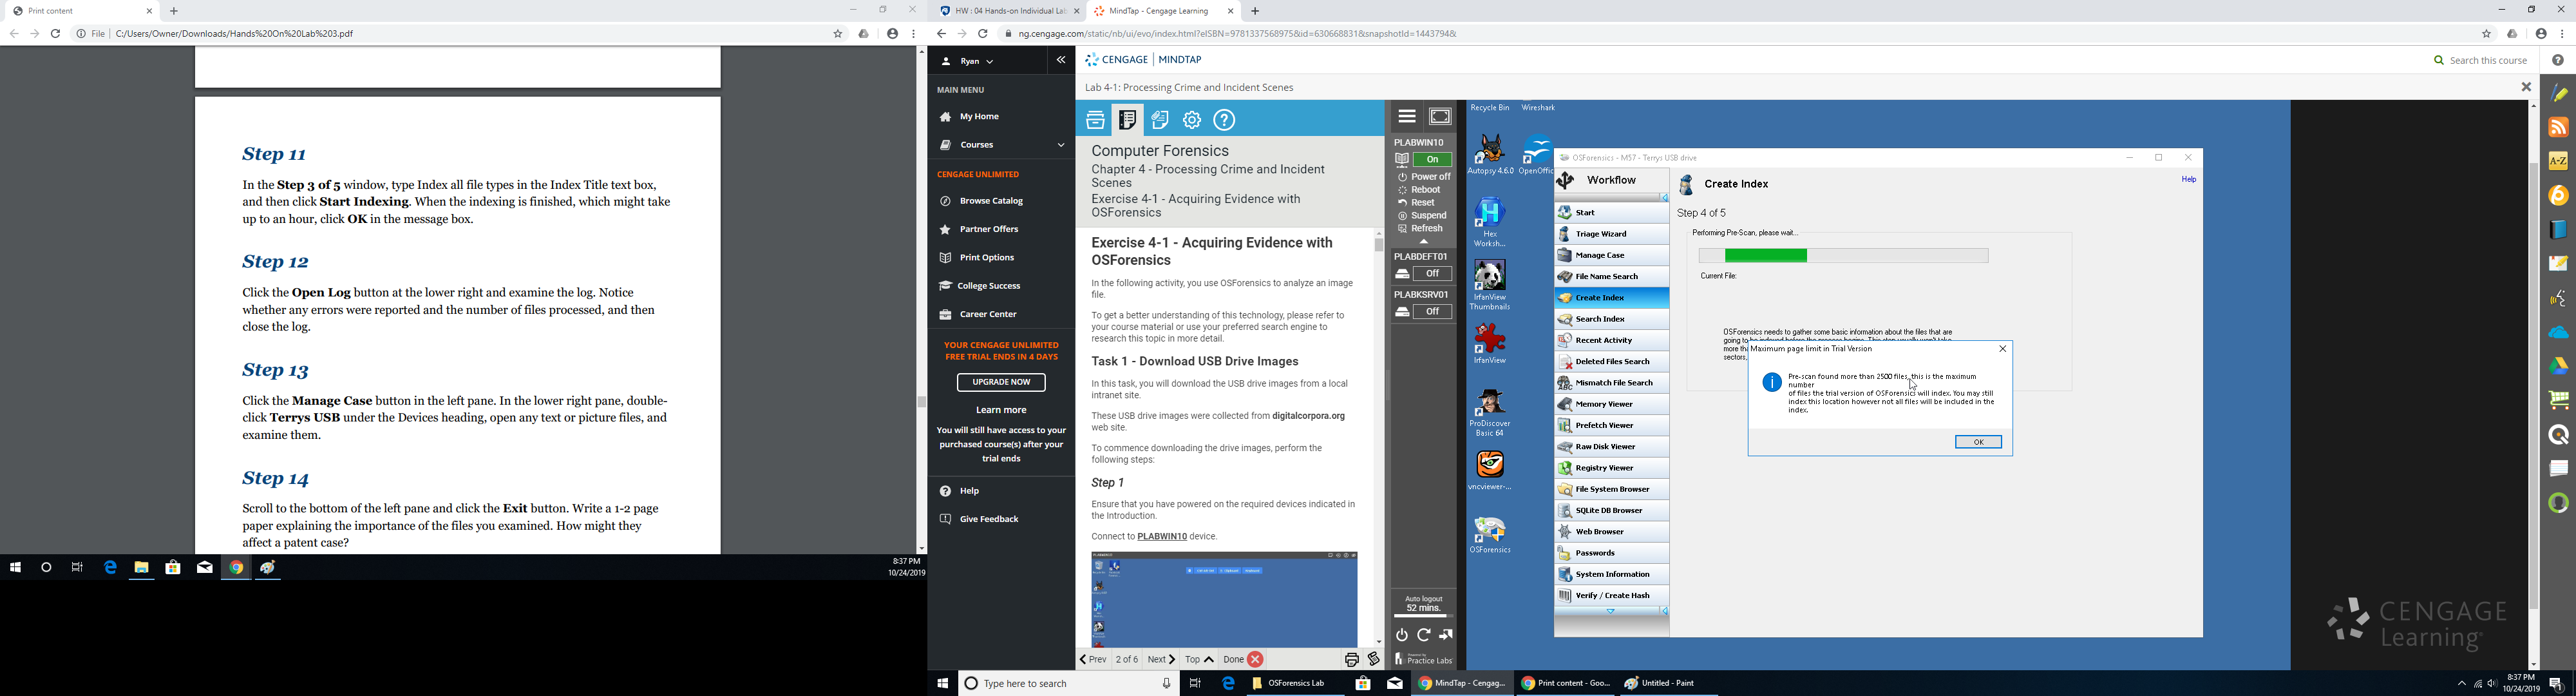 Print content
File
C:/Users/Owner/Downloads/Hands%20On%20Lab%203.pdf
Step 11
In the Step 3 of 5 window, type Index all file types in the Index Title text box,
and then click Start Indexing. When the indexing is finished, which might take
up to an hour, click OK in the message box.
Step 12
Click the Open Log button at the lower right and examine the log. Notice
whether any errors were reported and the number of files processed, and then
close the log.
Step 13
Click the Manage Case button in the left pane. In the lower right pane, double-
click Terrys USB under the Devices heading, open any text or picture files, and
examine them.
Step 14
Scroll to the bottom of the left pane and click the Exit button. Write a 1-2 page
paper explaining the importance of the files you examined. How might they
affect a patent case?
8:37 PM
10/24/2019
HW : 04 Hands-on Individual Lab
MindTap - Cengage Learning
ng.cengage.com/static/nb/ui/evo/index.html?eISBN=9781337568975&id=630668831&snapshotId=1443794&
Ryan
MAIN MENU
My Home
Courses
CENGAGE UNLIMITED
Browse Catalog
Partner Offers
Print Options
College Success
Career Center
YOUR CENGAGE UNLIMITED
FREE TRIAL ENDS IN 4 DAYS
UPGRADE NOW
Learn more
You will still have access to your
purchased course(s) after your
trial ends
Help
Give Feedback
CENGAGE MINDTAP
Search this course
Lab 4-1: Processing Crime and Incident Scenes
Computer Forensics
Chapter 4 - Processing Crime and Incident
Scenes
Exercise 4-1 - Acquiring Evidence with
OSForensics
Exercise 4-1 - Acquiring Evidence with
OSForensics
In the following activity, you use OSForensics to analyze an image
file.
To get a better understanding of this technology, please refer to
your course material or use your preferred search engine to
research this topic in more detail.
Task 1 - Download USB Drive Images
In this task, you will download the USB drive images from a local
intranet site.
These USB drive images were collected from digitalcorpora.org
web site.
To commence downloading the drive images, perform the
following steps:
Step 1
Ensure that you have powered on the required devices indicated in
the Introduction.
Connect to PLABWIN10 device.
Prev
2 of 6
Next
Top
Done
PLABWIN10
On
Power off
Reboot
Reset
Suspend
Refresh
PLABDEFT01
Off
PLABKSRV01
Off
Auto logout
52 mins.
Practice Labs
Recycle Bin
Wireshark
Autopsy 4.6.0
OpenOffic
Hex
Worksh...
IrfanView
Thumbnails
IrfanView
ProDiscover
Basic 64
vncviewer-...
OSForensics
OSForensics - M57 - Terrys USB drive
Workflow
Start
Triage Wizard
Manage Case
File Name Search
Create Index
Search Index
Recent Activity
Deleted Files Search
Mismatch File Search
Memory Viewer
Prefetch Viewer
Raw Disk Viewer
Registry Viewer
File System Browser
SQLite DB Browser
Web Browser
Passwords
System Information
Verify / Create Hash
Create Index
Help
Step 4 of 5
Performing Pre-Scan, please wait...
Current File:
OSForensics needs to gather some basic information about the files that are
going to
more tha
sectors,
Maximum page limit in Trial Version
Pre-scan found more than 2500 files, this is the maximum
number
of files the trial version of OSForensics will index. You may still
index this location however not all files will be included in the
index.
OK
CENGAGE
Learning
A-Z
Type here to search
OSForensics Lab
MindTap - Cengag...
Print content - Goo...
Untitled - Paint
8:37 PM
10/24/2019